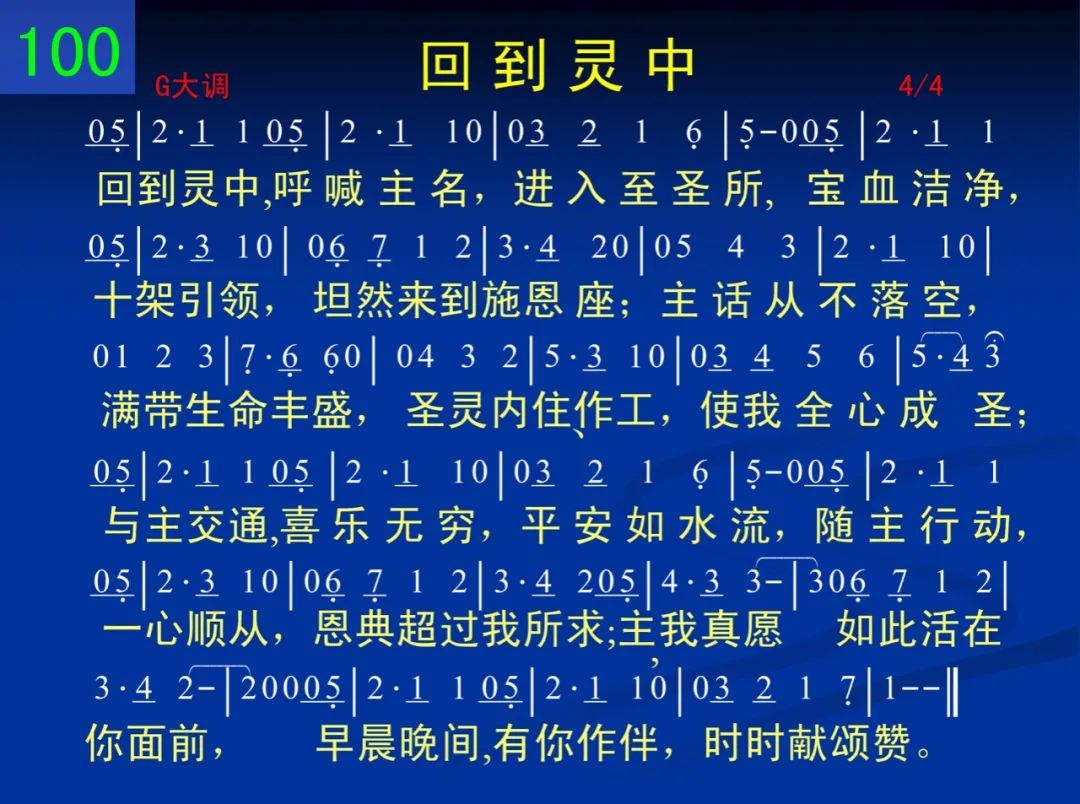 100
回到灵中
G大调 4/4
05̣|2·1 1 05̣|2·1 10|03 2 1 6̣|5̣-005̣|2·1 1
回到灵中,呼喊主名，进入至圣所，宝血洁净，
05̣|2·3 10|06̣ 7̣ 1 2|3·4 20|05 4 3|2·1 10|
十架引领，坦然来到施恩座；主话从不落空，
01 2 3|7̣·6̣ 6̣0|04 3 2|5·3 10|03 4 5 6|5·4 3
满带生命丰盛，圣灵内住作工，使我全心成圣；
05̣|2·1 1 05̣|2·1 10|03 2 1 6̣|5̣-005̣|2·1 1
与主交通,喜乐无穷，平安如水流，随主行动，
05̣|2·3 10|06̣ 7̣ 1 2|3·4 205̣|4·3 3-|306̣ 7̣ 1 2|
一心顺从，恩典超过我所求;主我真愿 如此活在
3·4 2-|20005̣|2·1 1 05̣|2·1 10|03 2 1 7̣|1--‖
你面前， 早晨晚间,有你作伴，时时献颂赞。